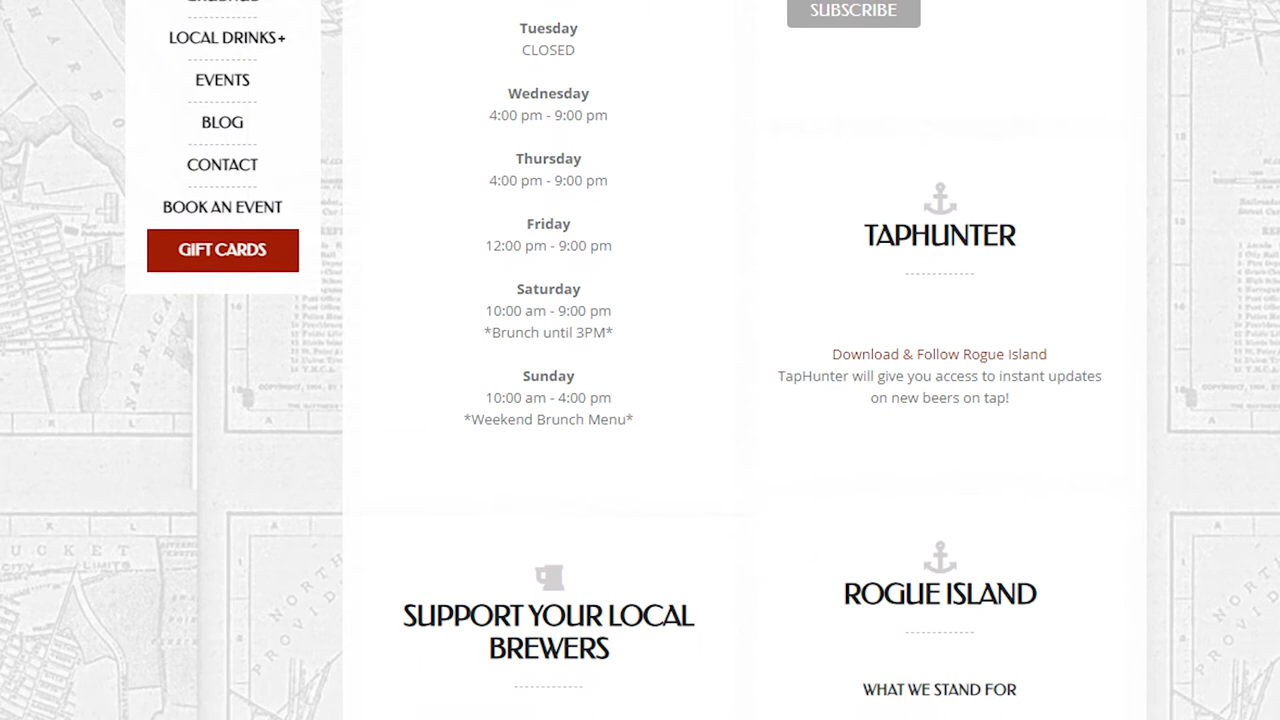 LOCAL DRINKS+
EVENTS
BLOG
CONTACT
BOOK AN EVENT
GIFT CARDS
Tuesday
CLOSED
Wednesday
4:00 pm - 9:00 pm
Thursday
4:00 pm - 9:00 pm
Friday
12:00 pm - 9:00 pm
Saturday
10:00 am - 9:00 pm
*Brunch until 3PM*
Sunday
10:00 am - 4:00 pm
*Weekend Brunch Menu*
SUPPORT YOUR LOCAL
BREWERS
SUBSCRIBE
TAPHUNTER
Download & Follow Rogue Island
TapHunter will give you access to instant updates
on new beers on tap!
ROGUE ISLAND
WHAT WE STAND FOR